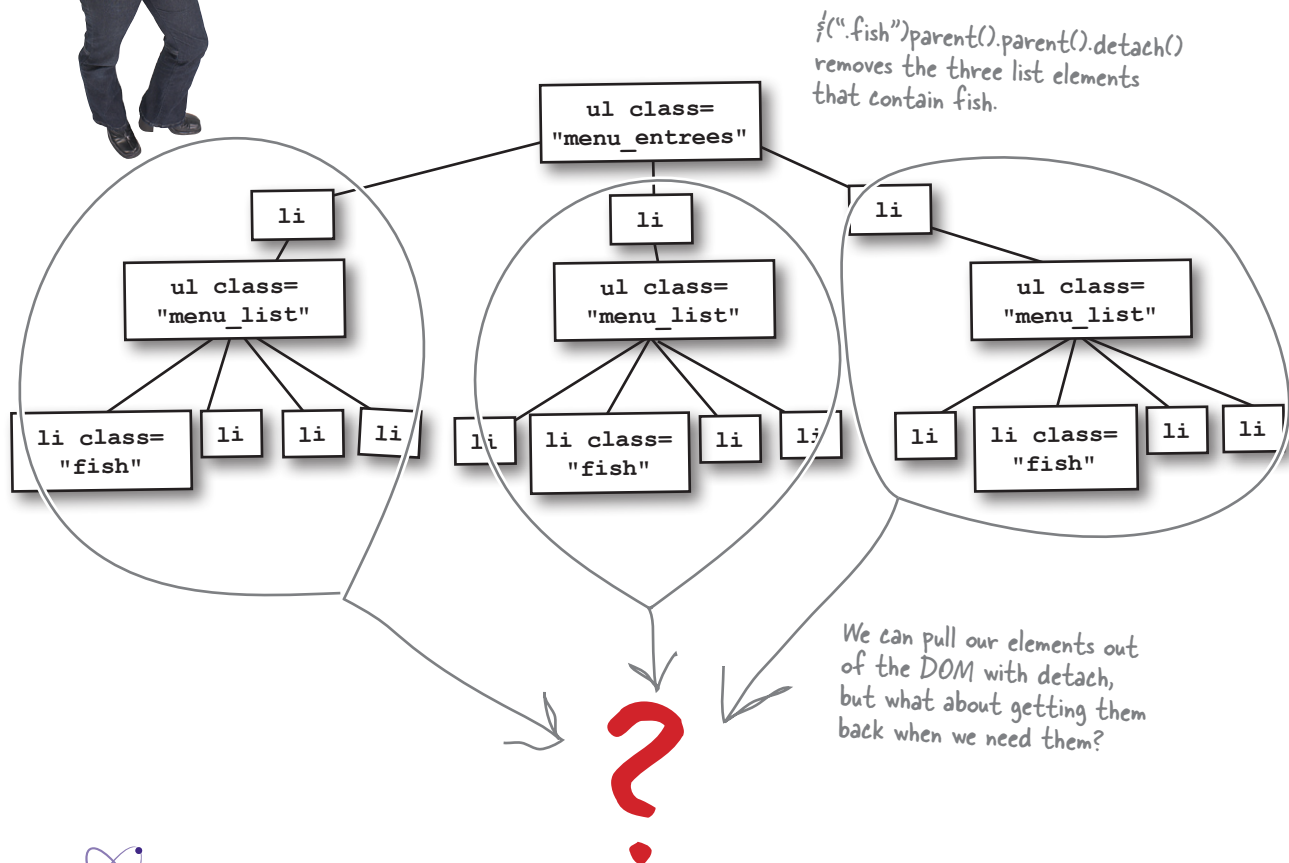 $(".fish")parent().parent().detach()
removes the three list elements
that contain fish.
ul class=
"menu_entrees"
li
li
li
ul class=
"menu_list"
ul class=
"menu_list"
ul class=
"menu_list"
li class=
"fish"
li
li
li
li
li class=
"fish"
li
li
li
li class=
"fish"
li
li
We can pull our elements out
of the DOM with detach,
but what about getting them
back when we need them?
?